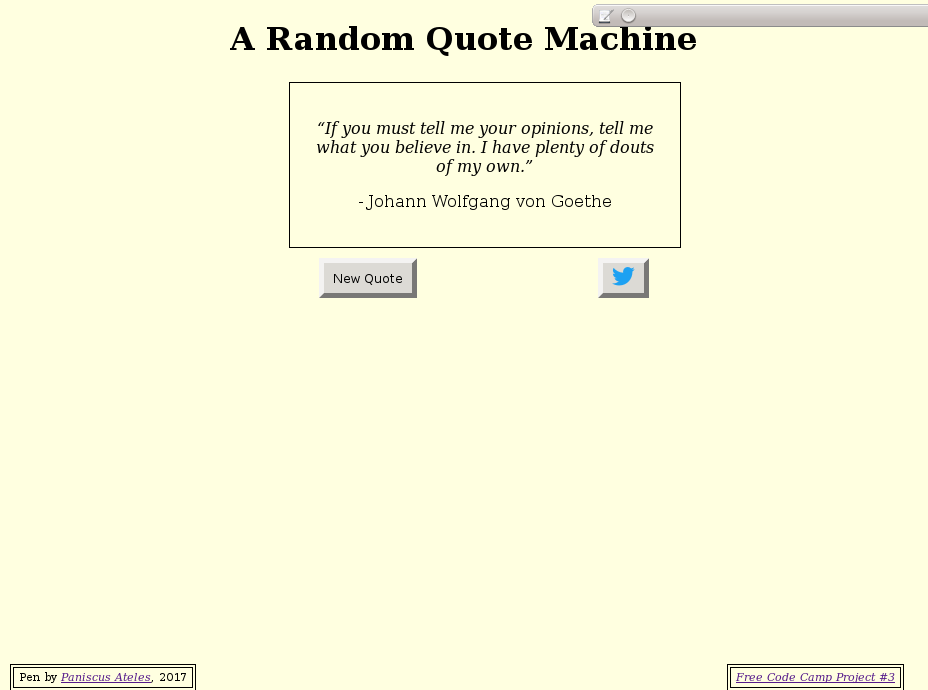 A Random Quote Machine
“If you must tell me your opinions, tell me
what you believe in. I have plenty of douts
of my own.”
- Johann Wolfgang von Goethe
New Quote
Pen by Paniscus Ateles, 2017
Free Code Camp Project #3